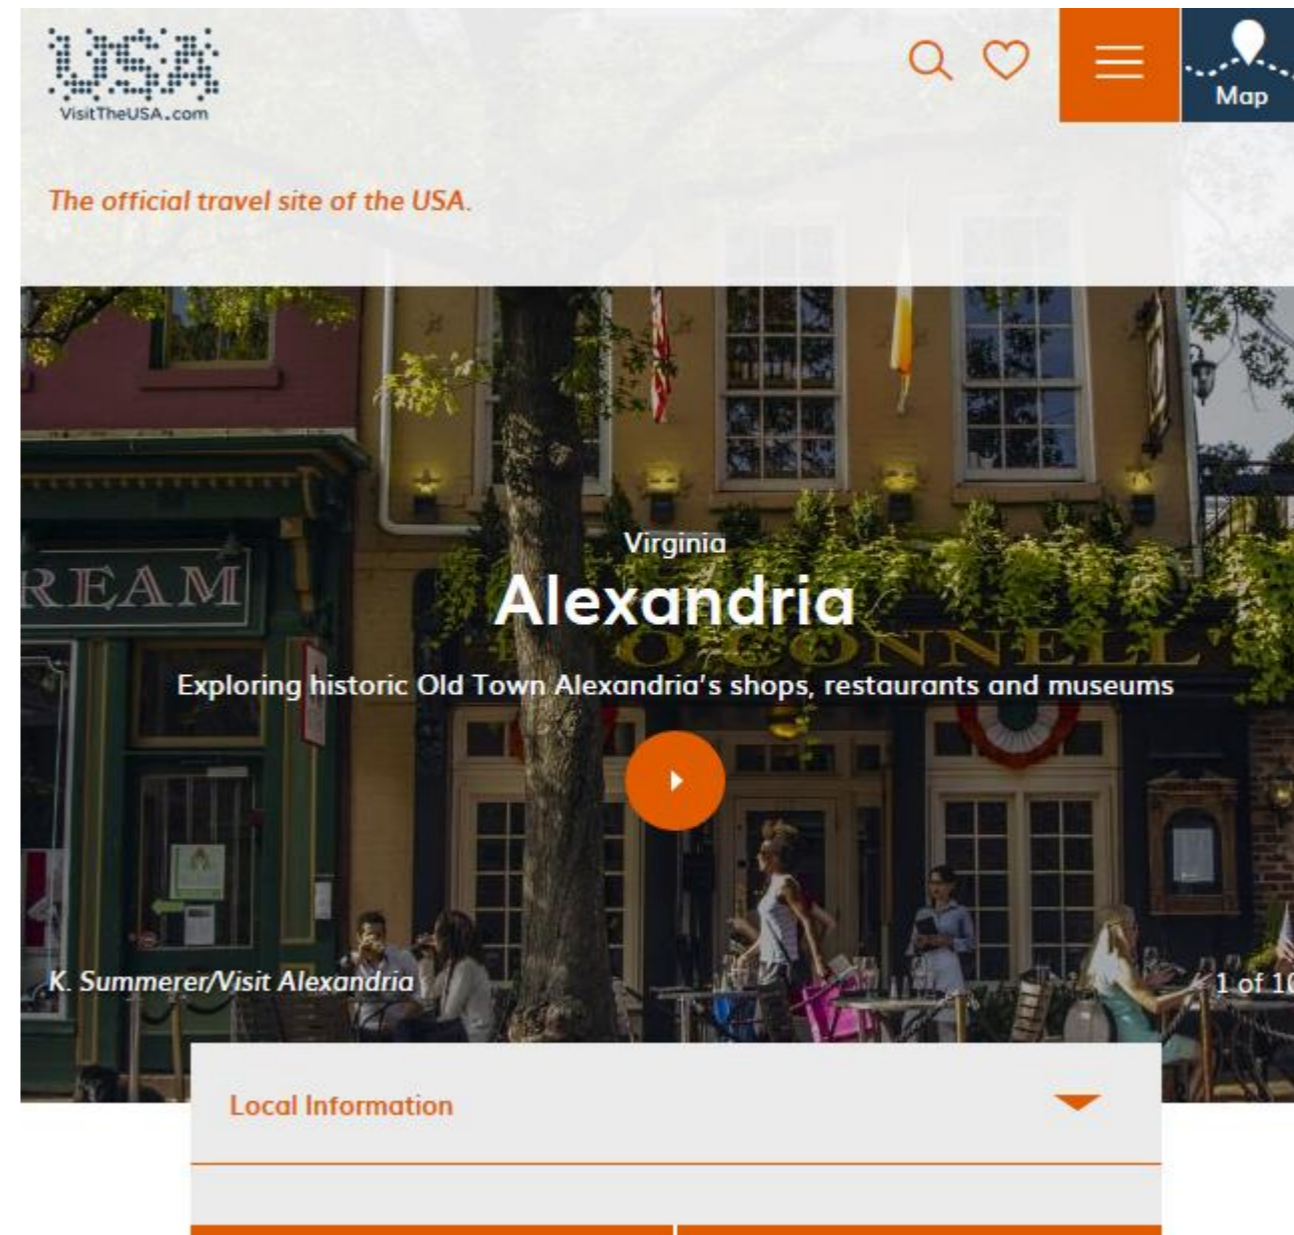 USA
VisitTheUSA.com
Map
The official travel site of the USA.
REAM
Virginia
Alexandria
O'CONNELL'S
Exploring historic Old Town Alexandria's shops, restaurants and museums
K. Summerer/Visit Alexandria
1 of 10
Local Information